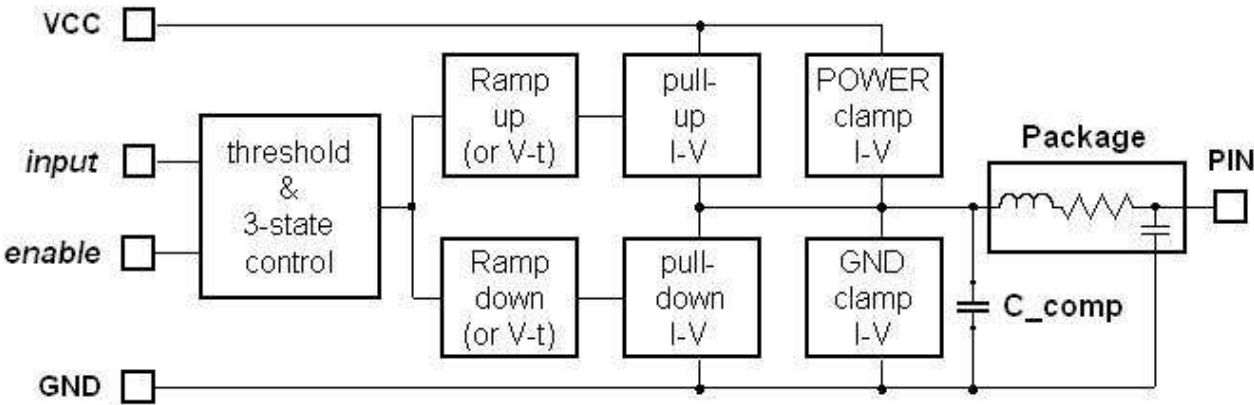 VCC
input
enable
GND
threshold
&
3-state
control
Ramp
up
(or V-t)
pull-
up
I-V
POWER
clamp
I-V
Ramp
down
(or V-t)
pull-
down
I-V
GND
clamp
I-V
C_comp
Package
PIN